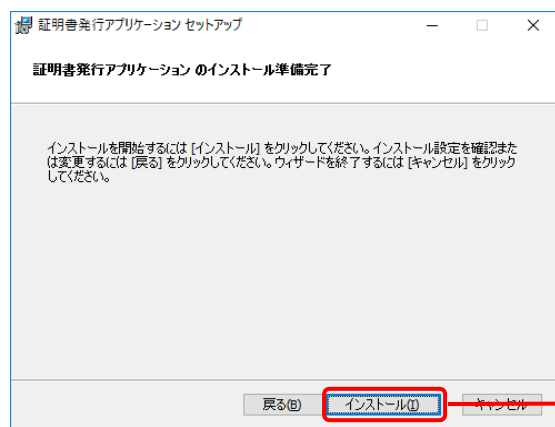 証明書発行アプリケーション セットアップ
証明書発行アプリケーション のインストール準備完了
インストールを開始するには [インストール] をクリックしてください。インストール設定を確認また
は変更するには [戻る] をクリックしてください。ウィザードを終了するには [キャンセル] をクリック
してください。
戻る(B) インストール(I) キャンセル